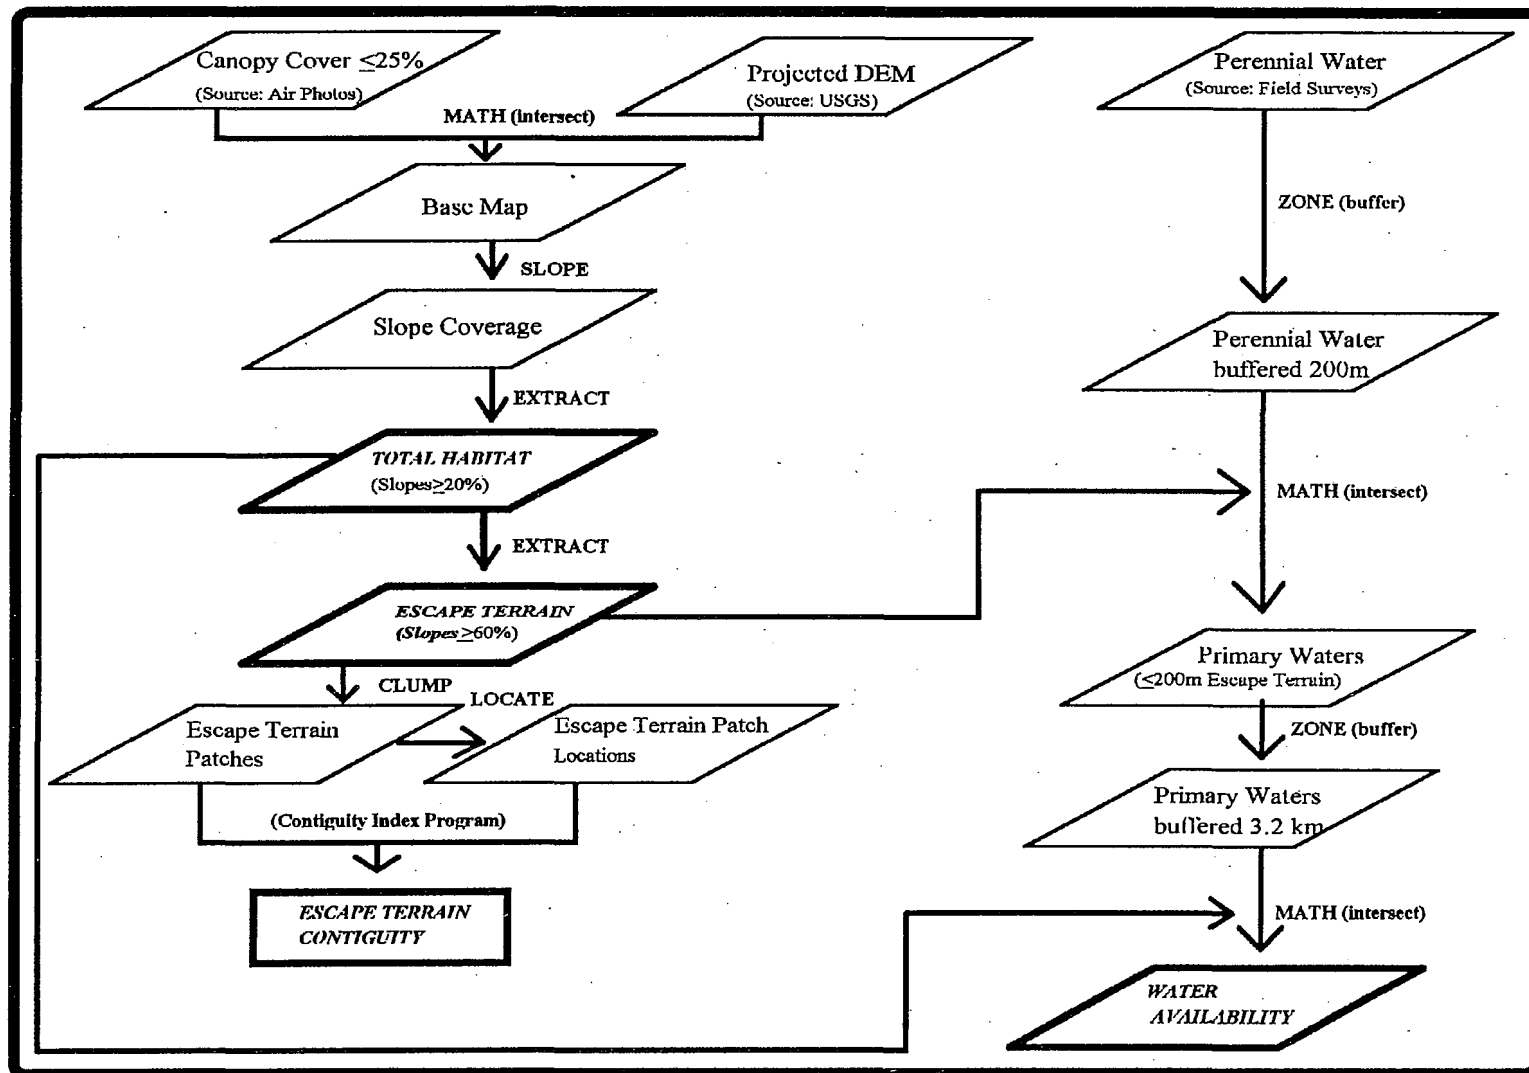 Canopy Cover ≤25%
(Source: Air Photos)
MATH (intersect)
Projected DEM
(Source: USGS)
Base Map
SLOPE
Slope Coverage
EXTRACT
TOTAL HABITAT
(Slopes≥20%)
EXTRACT
ESCAPE TERRAIN
(Slopes≥60%)
CLUMP
LOCATE
Escape Terrain
Patches
Escape Terrain Patch
Locations
(Contiguity Index Program)
ESCAPE TERRAIN
CONTIGUITY
Perennial Water
(Source: Field Surveys)
ZONE (buffer)
Perennial Water
buffered 200m
MATH (intersect)
Primary Waters
(≤200m Escape Terrain)
ZONE (buffer)
Primary Waters
buffered 3.2 km
MATH (intersect)
WATER
AVAILABILITY